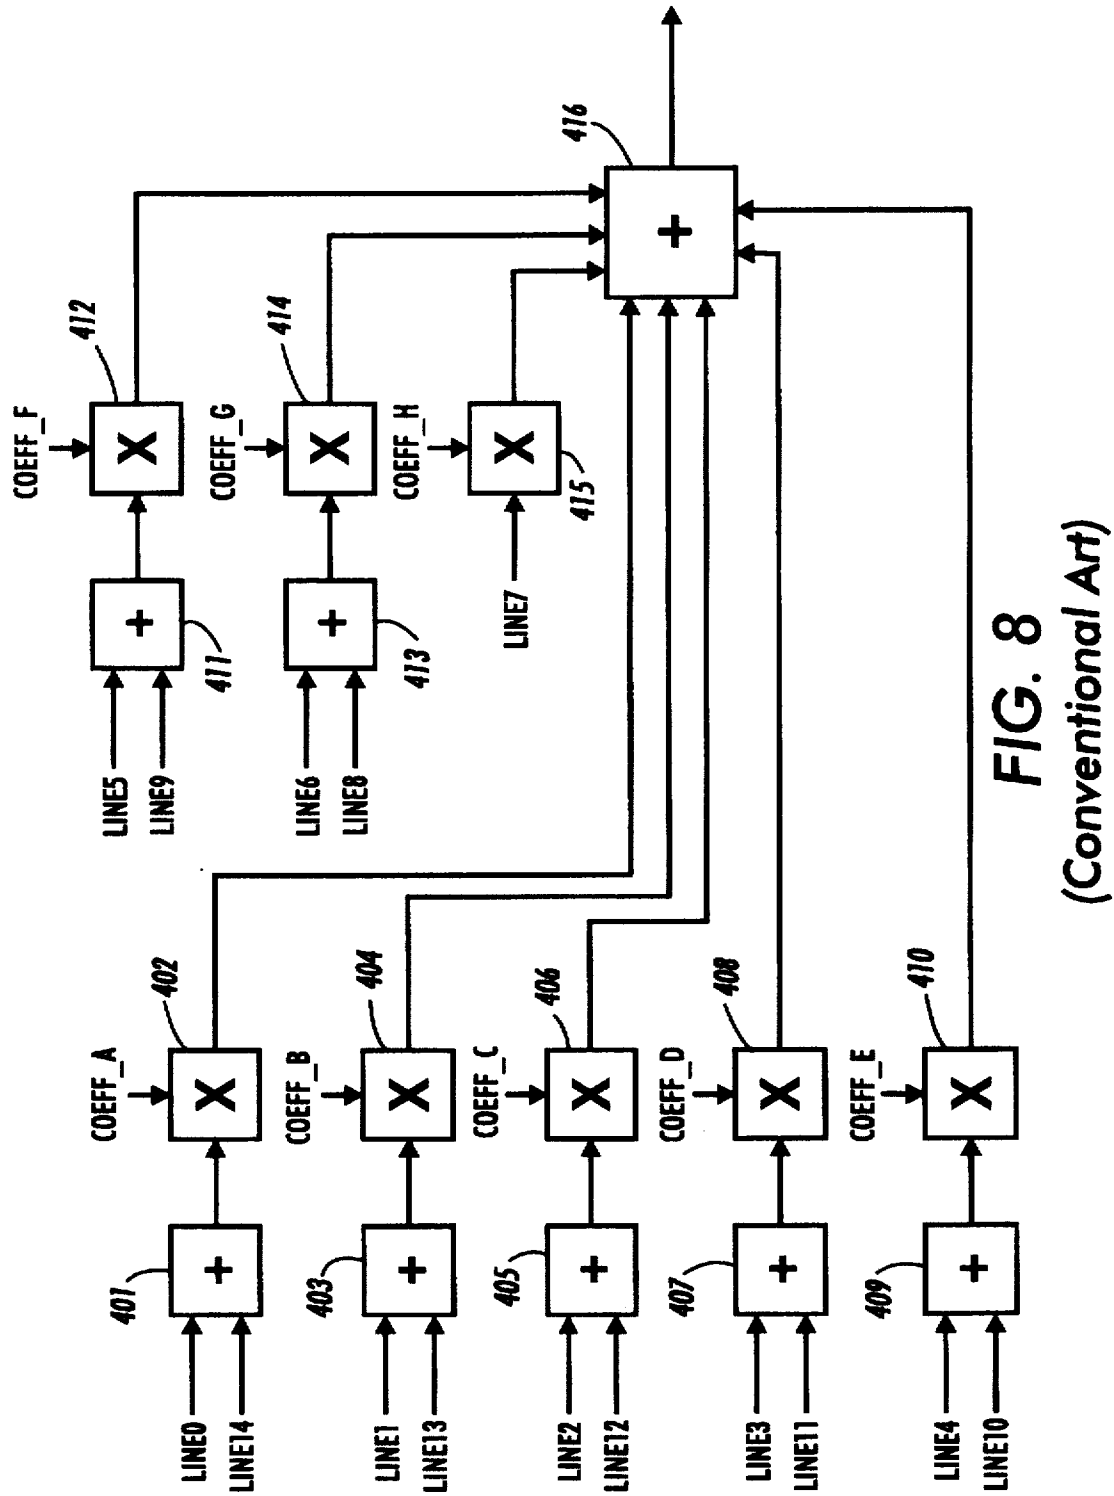 LINE0
LINE14
401
+
COEFF_A
X
402
LINE1
LINE13
403
+
COEFF_B
X
404
LINE2
LINE12
405
+
COEFF_C
X
406
LINE3
LINE11
407
+
COEFF_D
X
408
LINE4
LINE10
409
+
COEFF_E
X
410
LINE5
LINE9
411
+
COEFF_F
X
412
LINE6
LINE8
413
+
COEFF_G
X
414
LINE7
COEFF_H
X
415
+
416
FIG. 8
(Conventional Art)